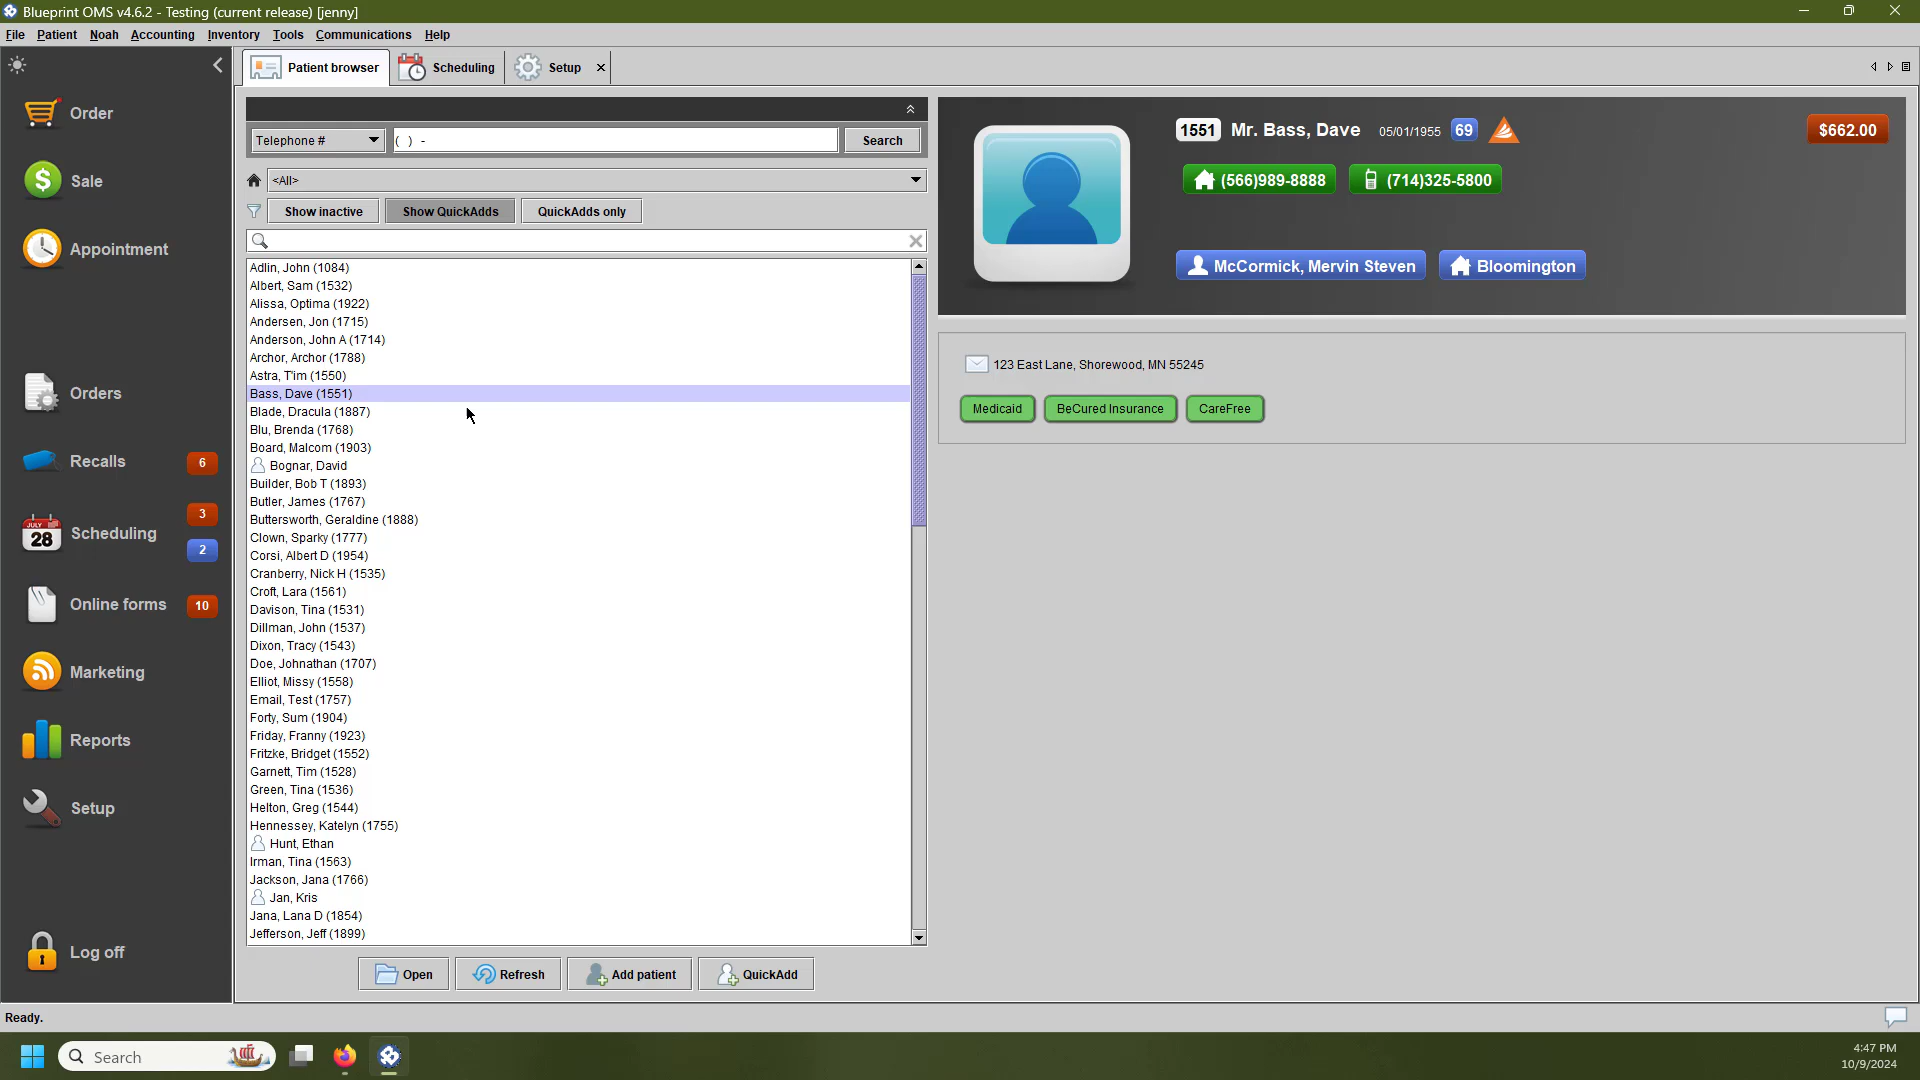 Blueprint OMS v4.6.2 - Testing (current release) [jenny]
File Patient Noah Accounting Inventory Tools Communications Help
Patient browser Scheduling Setup
Order
Sale
Appointment
Orders
Recalls 6
Scheduling 3 2
JULY 28
Online forms 10
Marketing
Reports
Setup
Log off
Telephone # ( ) - Search
<All>
Show inactive Show QuickAdds QuickAdds only
Adlin, John (1084)
Albert, Sam (1532)
Alissa, Optima (1922)
Andersen, Jon (1715)
Anderson, John A (1714)
Archor, Archor (1788)
Astra, T'im (1550)
Bass, Dave (1551)
Blade, Dracula (1887)
Blu, Brenda (1768)
Board, Malcom (1903)
Bognar, David
Builder, Bob T (1893)
Butler, James (1767)
Buttersworth, Geraldine (1888)
Clown, Sparky (1777)
Corsi, Albert D (1954)
Cranberry, Nick H (1535)
Croft, Lara (1561)
Davison, Tina (1531)
Dillman, John (1537)
Dixon, Tracy (1543)
Doe, Johnathan (1707)
Elliot, Missy (1558)
Email, Test (1757)
Forty, Sum (1904)
Friday, Franny (1923)
Fritzke, Bridget (1552)
Garnett, Tim (1528)
Green, Tina (1536)
Helton, Greg (1544)
Hennessey, Katelyn (1755)
Hunt, Ethan
Irman, Tina (1563)
Jackson, Jana (1766)
Jan, Kris
Jana, Lana D (1854)
Jefferson, Jeff (1899)
Open Refresh Add patient QuickAdd
1551 Mr. Bass, Dave 05/01/1955 69 $662.00
(566)989-8888 (714)325-5800
McCormick, Mervin Steven Bloomington
123 East Lane, Shorewood, MN 55245
Medicaid BeCured Insurance CareFree
Ready.
Search
4:47 PM
10/9/2024